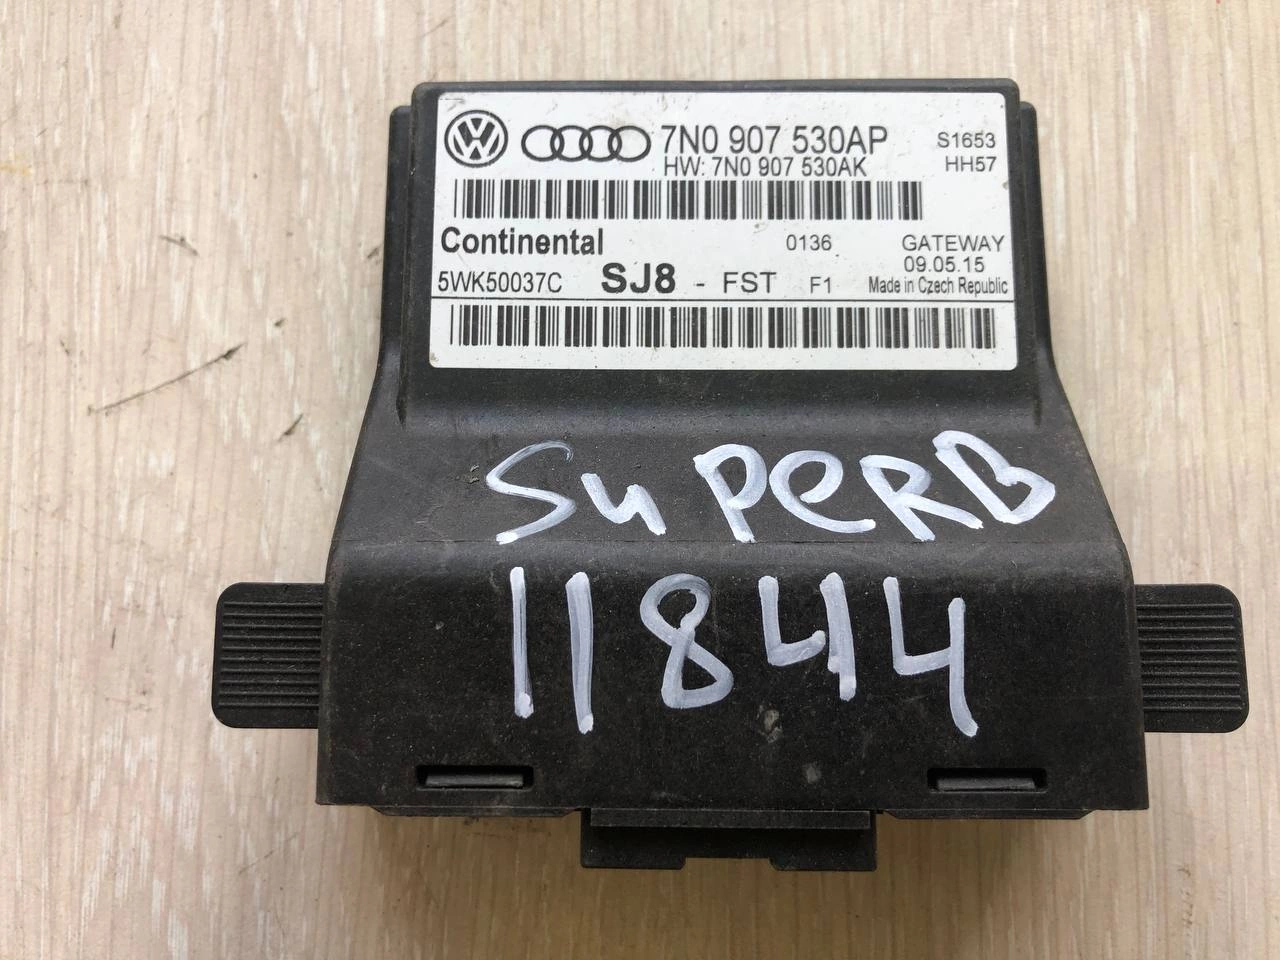 7N0 907 530AP
HW: 7N0 907 530AK
S1653
HH57
Continental
0136
GATEWAY
09.05.15
5WK50037C SJ8 - FST F1
Made in Czech Republic
SuPERB
11844